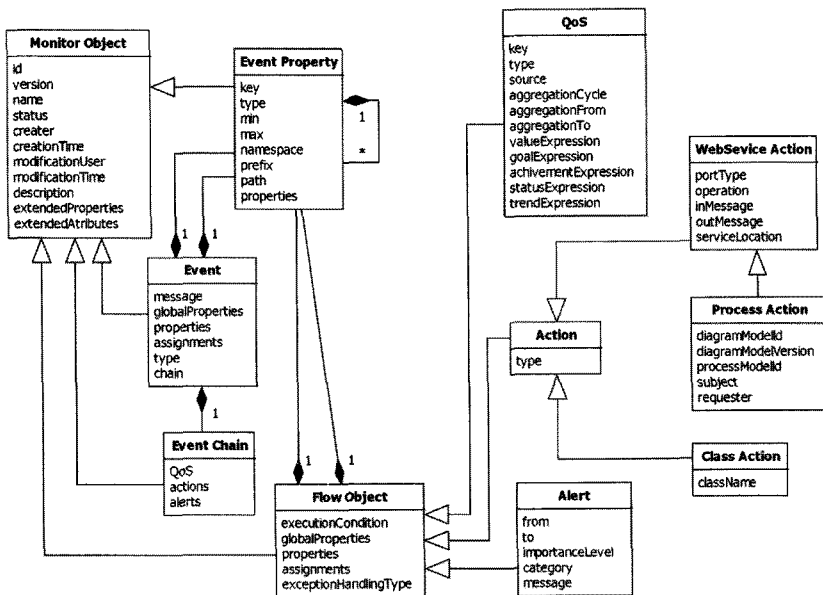 Monitor Object
id
version
name
status
creater
creationTime
modificationUser
modificationTime
description
extendedProperties
extendedAtributes
Event Property
key
type
min
max
namespace
prefix
path
properties
1
*
QoS
key
type
source
aggregationCycle
aggregationFrom
aggregationTo
valueExpression
goalExpression
achivementExpression
statusExpression
trendExpression
WebSevice Action
portType
operation
inMessage
outMessage
serviceLocation
1
1
Event
message
globalProperties
properties
assignments
type
chain
1
Action
type
Process Action
diagramModelId
diagramModelVersion
processModelId
subject
requester
Event Chain
QoS
actions
alerts
Class Action
className
1
1
Flow Object
executionCondition
globalProperties
properties
assignments
exceptionHandlingType
Alert
from
to
importanceLevel
category
message